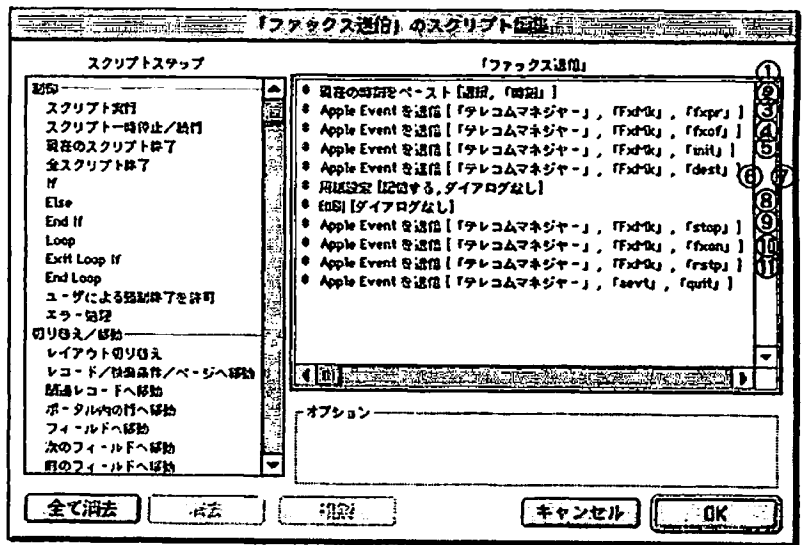 「ファックス送信」のスクリプト
スクリプトステップ
制御
スクリプト実行
スクリプト一時停止/続行
現在のスクリプト終了
全スクリプト終了
If
Else
End If
Loop
Exit Loop If
End Loop
ユーザによる強制終了を許可
エラー処理
切り替え/移動
レイアウト切り替え
レコード/検索条件/ページへ移動
関連レコードへ移動
ポータル内の行へ移動
フィールドへ移動
次のフィールドへ移動
前のフィールドへ移動
「ファックス送信」
現在の時刻をペースト [選択, 「時刻」] ①
Apple Event を送信 [「テレコムマネジャー」, 「FxMk」, 「fxpr」] ②
Apple Event を送信 [「テレコムマネジャー」, 「FxMk」, 「fxof」] ③ ④
Apple Event を送信 [「テレコムマネジャー」, 「FxMk」, 「init」] ⑤
Apple Event を送信 [「テレコムマネジャー」, 「FxMk」, 「dest」] ⑥ ⑦
用紙設定 [記憶する, ダイアログなし]
印刷 [ダイアログなし] ⑧
Apple Event を送信 [「テレコムマネジャー」, 「FxMk」, 「stop」] ⑨
Apple Event を送信 [「テレコムマネジャー」, 「FxMk」, 「fxon」] ⑩
Apple Event を送信 [「テレコムマネジャー」, 「FxMk」, 「rstp」] ⑪
Apple Event を送信 [「テレコムマネジャー」, 「aevt」, 「quit」]
オプション
全て消去
消去
キャンセル
OK